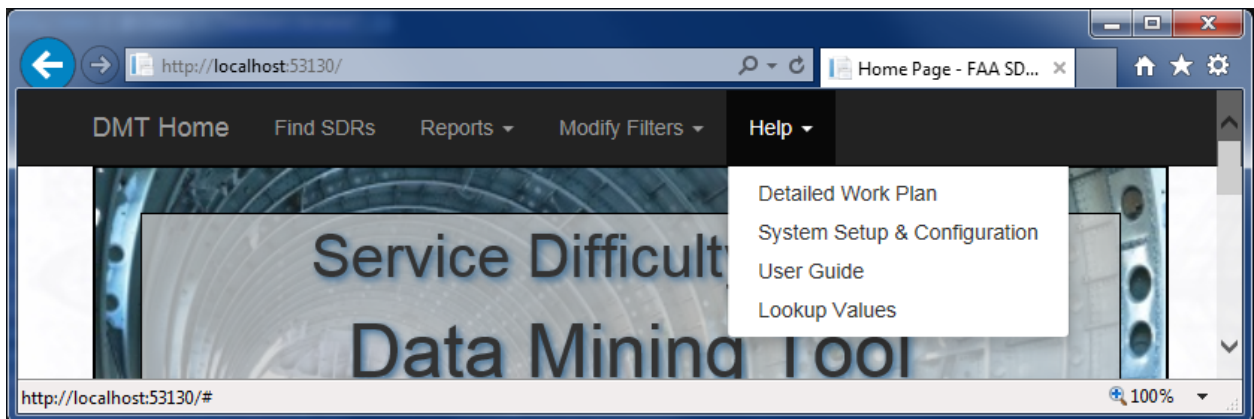 http://localhost:53130/
Home Page - FAA SD...
DMT Home Find SDRs Reports Modify Filters Help
Detailed Work Plan
System Setup & Configuration
User Guide
Lookup Values
Service Difficult
Data Mining Tool
http://localhost:53130/#
100%